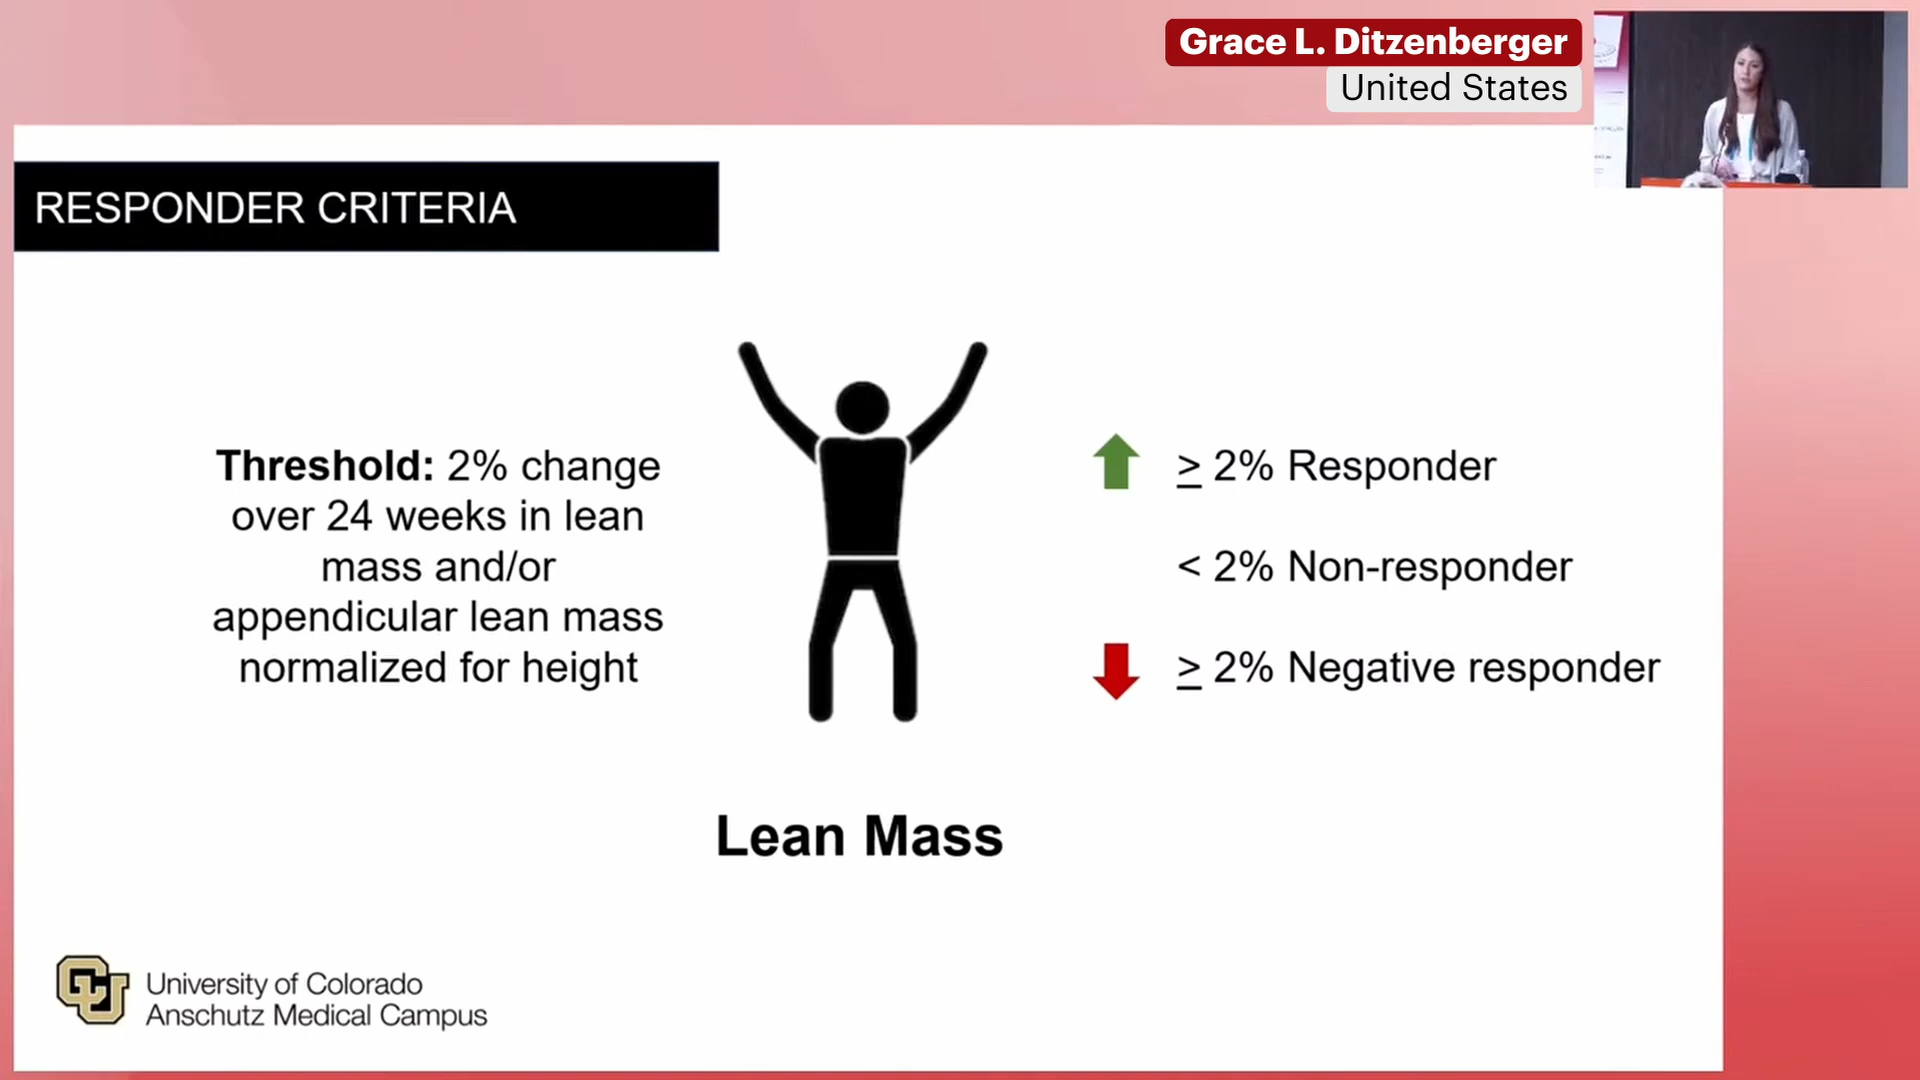 Grace L. Ditzenberger
United States
RESPONDER CRITERIA
Threshold: 2% change
over 24 weeks in lean
mass and/or
appendicular lean mass
normalized for height
≥ 2% Responder
< 2% Non-responder
≥ 2% Negative responder
Lean Mass
University of Colorado
Anschutz Medical Campus